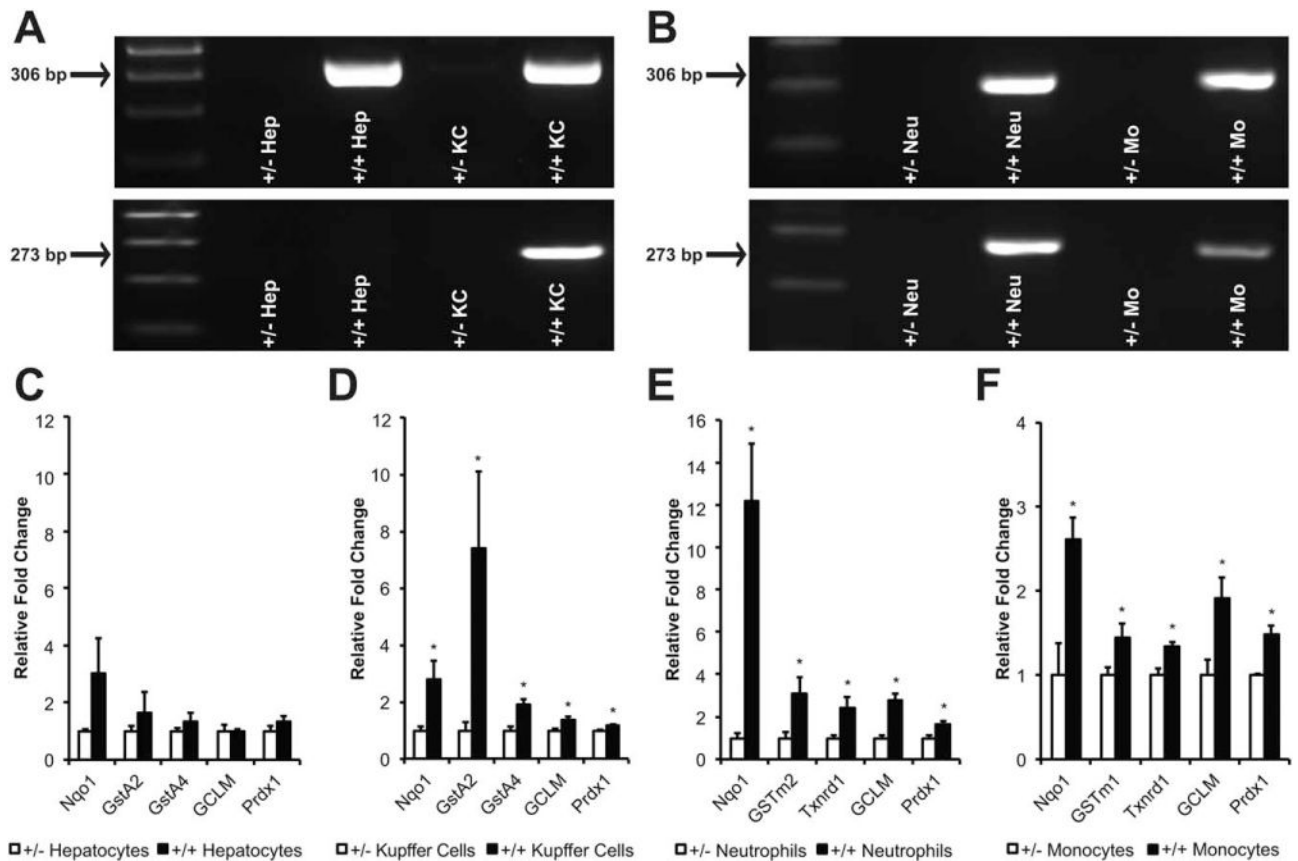 A
306 bp
+/- Hep
+/+ Hep
+/- KC
+/+ KC
273 bp
+/- Hep
+/+ Hep
+/- KC
+/+ KC
B
306 bp
+/- Neu
+/+ Neu
+/- Mo
+/+ Mo
273 bp
+/- Neu
+/+ Neu
+/- Mo
+/+ Mo
C
Relative Fold Change
12
10
8
6
4
2
0
Nqo1
GstA2
GstA4
GCLM
Prdx1
+/- Hepatocytes +/+ Hepatocytes
D
Relative Fold Change
12
10
8
6
4
2
0
*
*
*
*
*
Nqo1
GstA2
GstA4
GCLM
Prdx1
+/- Kupffer Cells +/+ Kupffer Cells
E
Relative Fold Change
16
14
12
10
8
6
4
2
0
*
*
*
*
*
Nqo1
GSTm2
Txnrd1
GCLM
Prdx1
+/- Neutrophils +/+ Neutrophils
F
Relative Fold Change
4
3
2
1
0
*
*
*
*
*
Nqo1
GSTm1
Txnrd1
GCLM
Prdx1
+/- Monocytes +/+ Monocytes